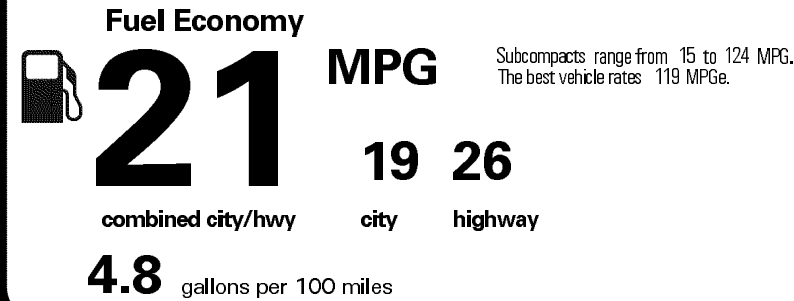 Fuel Economy
21 MPG
Subcompacts range from 15 to 124 MPG.
The best vehicle rates 119 MPGe.
19 26
combined city/hwy city highway
4.8 gallons per 100 miles